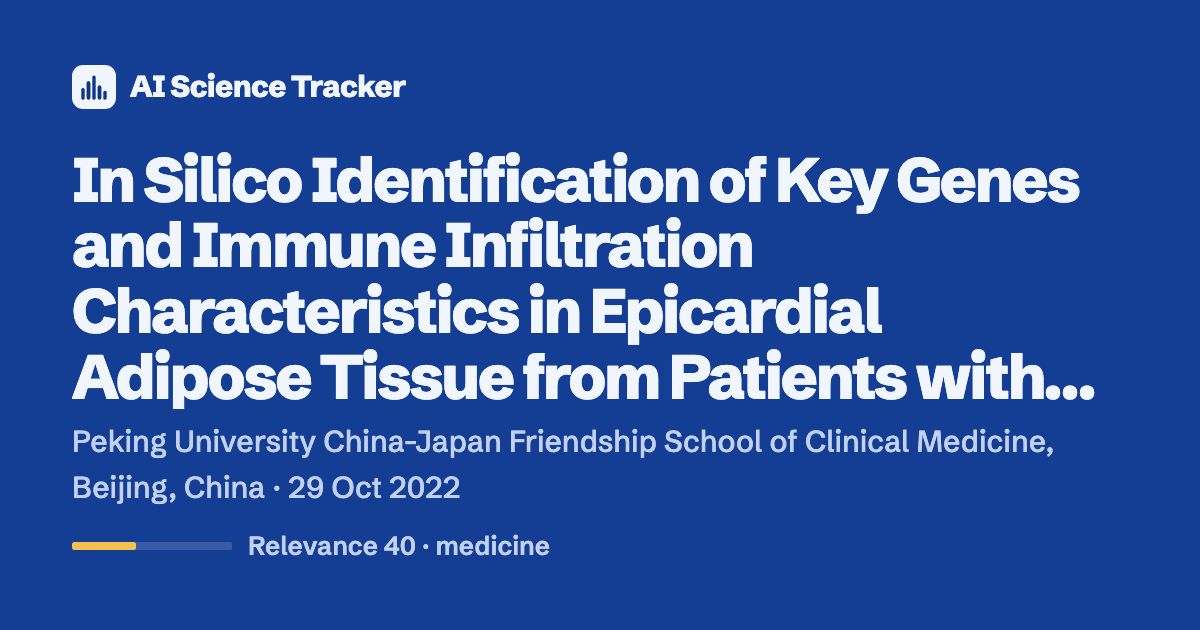 AI Science Tracker
In Silico Identification of Key Genes
and Immune Infiltration
Characteristics in Epicardial
Adipose Tissue from Patients with...
Peking University China-Japan Friendship School of Clinical Medicine,
Beijing, China · 29 Oct 2022
Relevance 40 · medicine